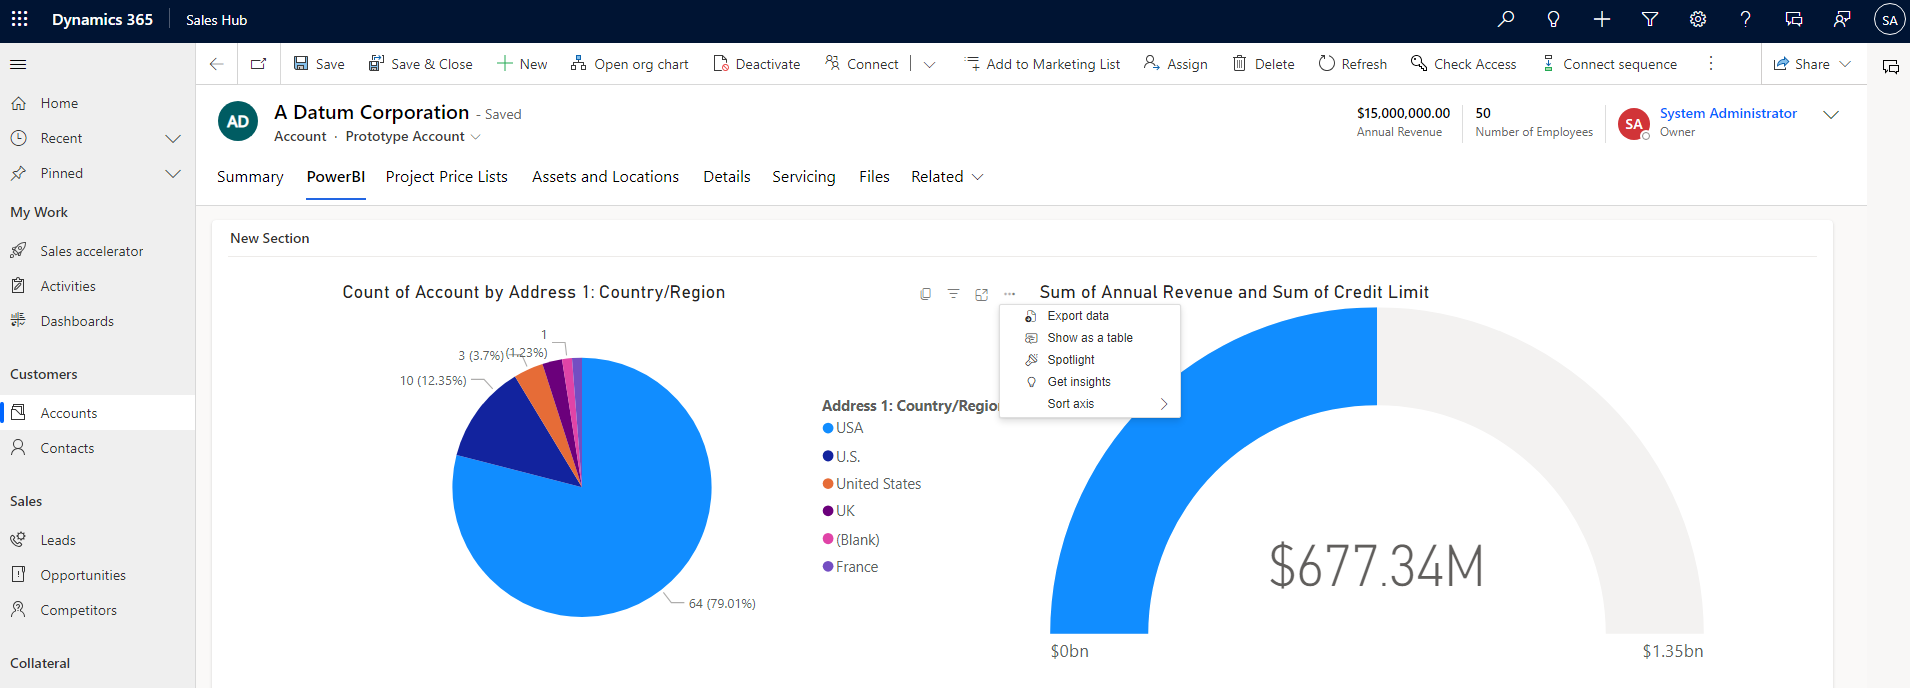 Dynamics 365
Sales Hub
SA
Save
Save & Close
New
Open org chart
Deactivate
Connect
Add to Marketing List
Assign
Delete
Refresh
Check Access
Connect sequence
Share
Home
Recent
Pinned
My Work
Sales accelerator
Activities
Dashboards
Customers
Accounts
Contacts
Sales
Leads
Opportunities
Competitors
Collateral
AD
A Datum Corporation - Saved
Account · Prototype Account
$15,000,000.00
Annual Revenue
50
Number of Employees
SA
System Administrator
Owner
Summary
PowerBI
Project Price Lists
Assets and Locations
Details
Servicing
Files
Related
New Section
Count of Account by Address 1: Country/Region
1
(1.23%)
3 (3.7%)
10 (12.35%)
64 (79.01%)
Address 1: Country/Regio
USA
U.S.
United States
UK
(Blank)
France
Export data
Show as a table
Spotlight
Get insights
Sort axis
Sum of Annual Revenue and Sum of Credit Limit
$677.34M
$0bn
$1.35bn